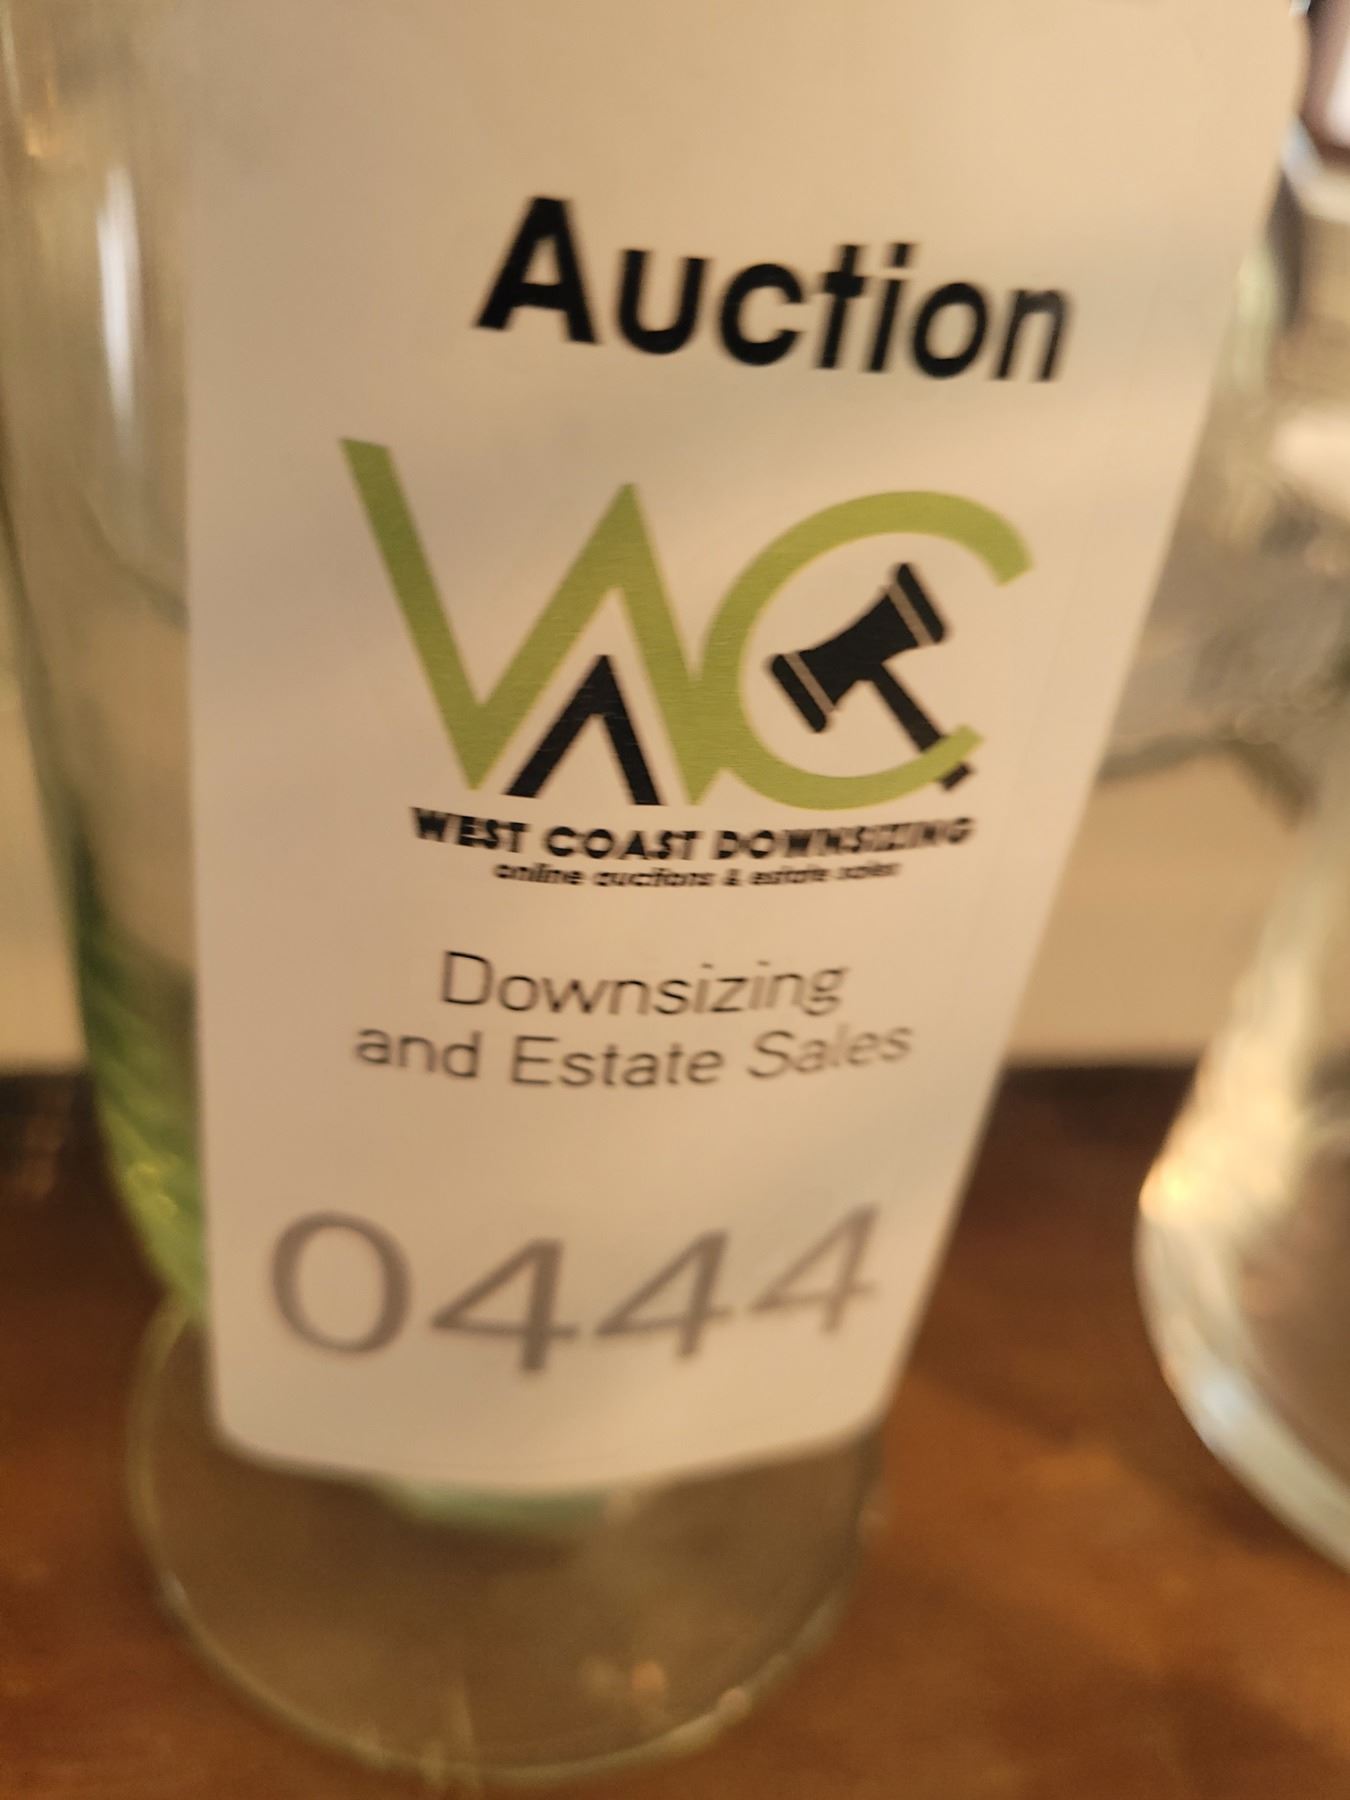 Auction
WC
WEST COAST DOWNSIZING
online auctions & estate sales
Downsizing
and Estate Sales
0444